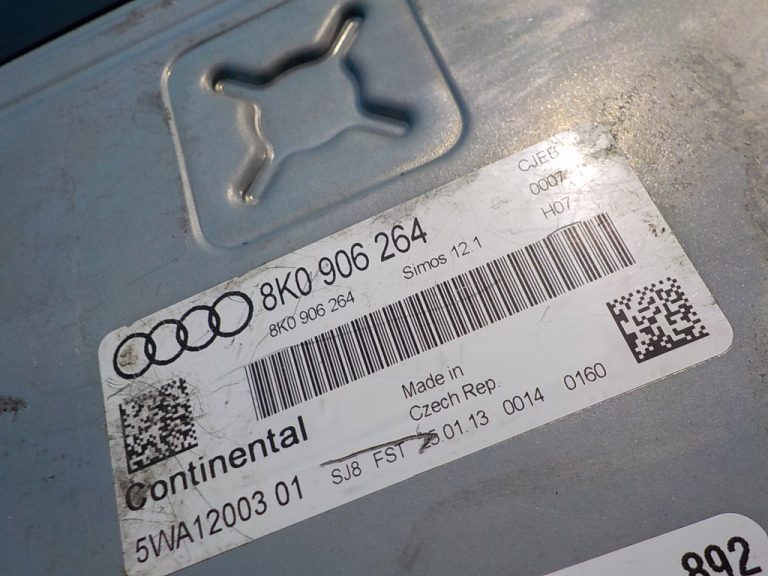 CJEB
0007
H07
8K0 906 264
8K0 906 264
Simos 12.1
Made in
Czech Rep.
Continental
5WA12003 01
SJ8 FST 25.01.13 0014 0160
892